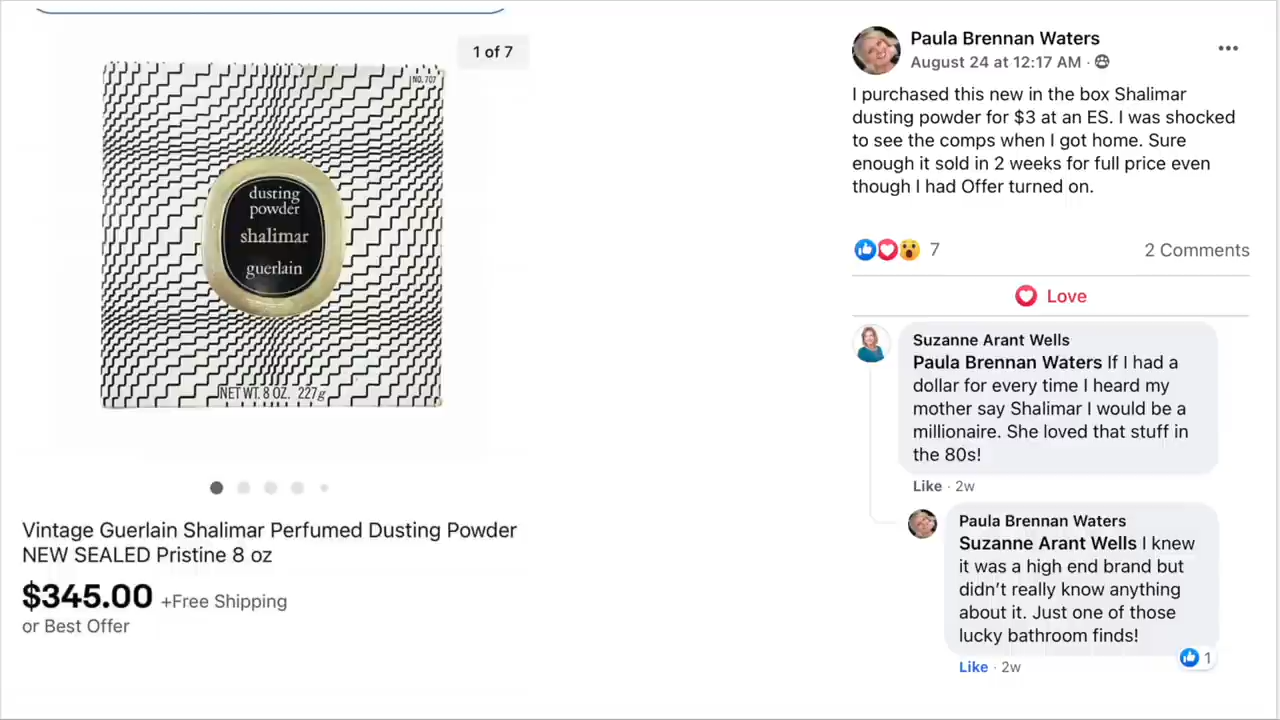 1 of 7
NO. 707
dusting
powder
shalimar
guerlain
NET WT. 8 OZ. 227g
Vintage Guerlain Shalimar Perfumed Dusting Powder
NEW SEALED Pristine 8 oz
$345.00 +Free Shipping
or Best Offer
Paula Brennan Waters
August 24 at 12:17 AM ·
I purchased this new in the box Shalimar
dusting powder for $3 at an ES. I was shocked
to see the comps when I got home. Sure
enough it sold in 2 weeks for full price even
though I had Offer turned on.
7
2 Comments
Love
Suzanne Arant Wells
Paula Brennan Waters If I had a
dollar for every time I heard my
mother say Shalimar I would be a
millionaire. She loved that stuff in
the 80s!
Like · 2w
Paula Brennan Waters
Suzanne Arant Wells I knew
it was a high end brand but
didn’t really know anything
about it. Just one of those
lucky bathroom finds!
1
Like · 2w